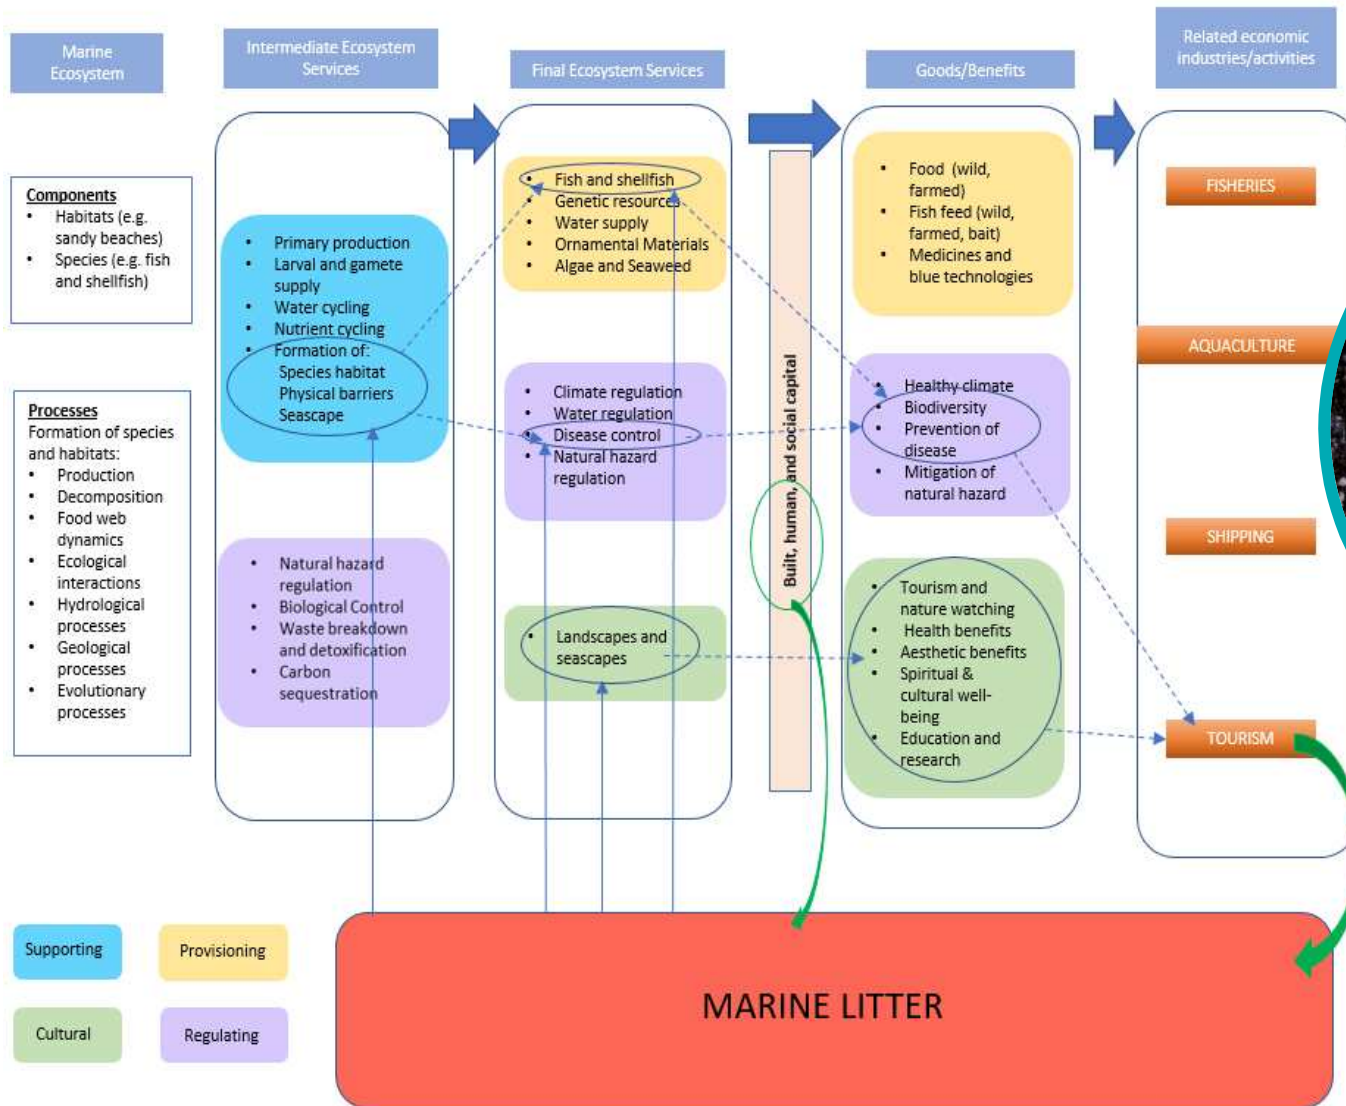 Marine
Ecosystem
Intermediate Ecosystem
Services
Final Ecosystem Services
Goods/Benefits
Related economic
industries/activities
Components
• Habitats (e.g.
sandy beaches)
• Species (e.g. fish
and shellfish)
Processes
Formation of species
and habitats:
• Production
• Decomposition
• Food web
dynamics
• Ecological
interactions
• Hydrological
processes
• Geological
processes
• Evolutionary
processes
• Primary production
• Larval and gamete
supply
• Water cycling
• Nutrient cycling
• Formation of:
Species habitat
Physical barriers
Seascape
• Natural hazard
regulation
• Biological Control
• Waste breakdown
and detoxification
• Carbon
sequestration
• Fish and shellfish
• Genetic resources
• Water supply
• Ornamental Materials
• Algae and Seaweed
• Climate regulation
• Water regulation
• Disease control
• Natural hazard
regulation
• Landscapes and
seascapes
Built, human, and social capital
• Food (wild,
farmed)
• Fish feed (wild,
farmed, bait)
• Medicines and
blue technologies
• Healthy climate
• Biodiversity
• Prevention of
disease
• Mitigation of
natural hazard
• Tourism and
nature watching
• Health benefits
• Aesthetic benefits
• Spiritual &
cultural well-
being
• Education and
research
FISHERIES
AQUACULTURE
SHIPPING
TOURISM
Supporting
Provisioning
Cultural
Regulating
MARINE LITTER